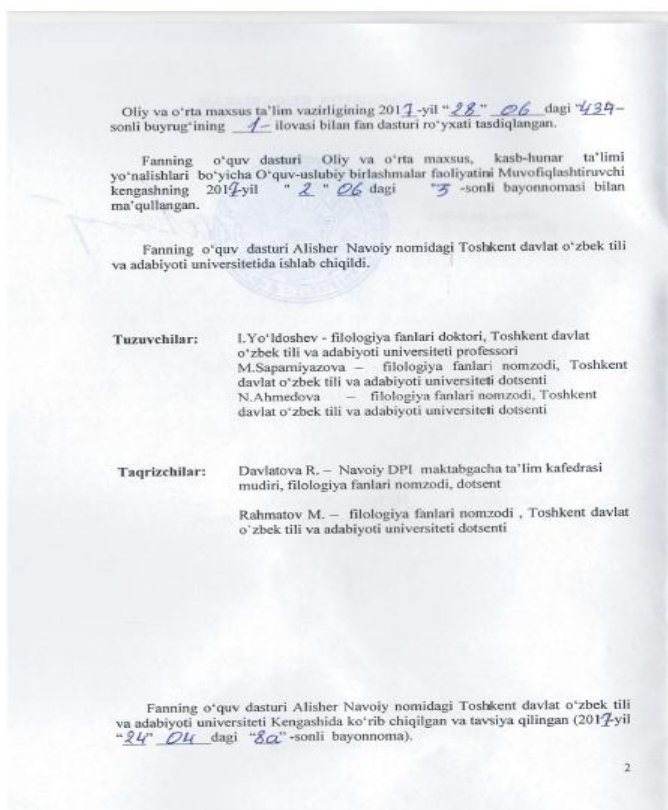 Oliy va o‘rta maxsus ta’lim vazirligining 2017-yil “28” 06 dagi “434-
sonli buyrug‘ining 1- ilovasi bilan fan dasturi ro‘yxati tasdiqlangan.
Fanning o‘quv dasturi Oliy va o‘rta maxsus, kasb-hunar ta’limi
yo‘nalishlari bo‘yicha O‘quv-uslubiy birlashmalar faoliyatini Muvofiqlashtiruvchi
kengashning 2017-yil “ 2 “ 06 dagi “3 -sonli bayonnomasi bilan
ma’qullangan.
Fanning o‘quv dasturi Alisher Navoiy nomidagi Toshkent davlat o‘zbek tili
va adabiyoti universitetida ishlab chiqildi.
Tuzuvchilar: I.Yo‘ldoshev - filologiya fanlari doktori, Toshkent davlat
o‘zbek tili va adabiyoti universiteti professori
M.Sapamiyazova – filologiya fanlari nomzodi, Toshkent
davlat o‘zbek tili va adabiyoti universiteti dotsenti
N.Ahmedova – filologiya fanlari nomzodi, Toshkent
davlat o‘zbek tili va adabiyoti universiteti dotsenti
Taqrizchilar: Davlatova R. – Navoiy DPI maktabgacha ta’lim kafedrasi
mudiri, filologiya fanlari nomzodi, dotsent
Rahmatov M. – filologiya fanlari nomzodi , Toshkent davlat
o`zbek tili va adabiyoti universiteti dotsenti
Fanning o‘quv dasturi Alisher Navoiy nomidagi Toshkent davlat o‘zbek tili
va adabiyoti universiteti Kengashida ko‘rib chiqilgan va tavsiya qilingan (2017-yil
“24” 04 dagi “8a” -sonli bayonnoma).
2